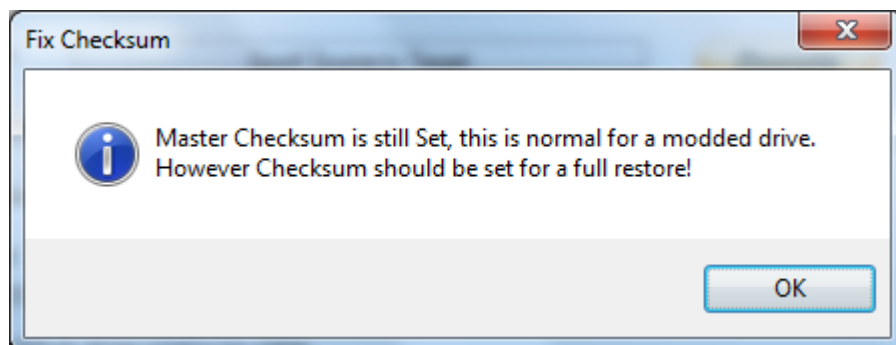 Fix Checksum
Master Checksum is still Set, this is normal for a modded drive.
However Checksum should be set for a full restore!
OK